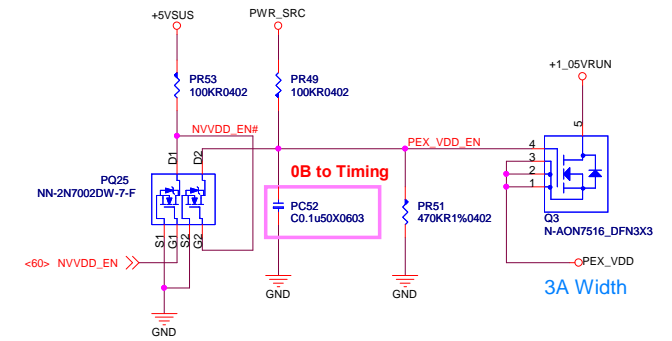 +5VSUS
PWR_SRC
+1_05VRUN
PR53
100KR0402
PR49
100KR0402
5
NVVDD_EN#
PEX_VDD_EN
4
3
2
1
D1
D2
0B to Timing
PQ25
NN-2N7002DW-7-F
PC52
C0.1u50X0603
PR51
470KR1%0402
Q3
N-AON7516_DFN3X3
S1
G1
S2
G2
<60> NVVDD_EN
PEX_VDD
3A Width
GND
GND
GND